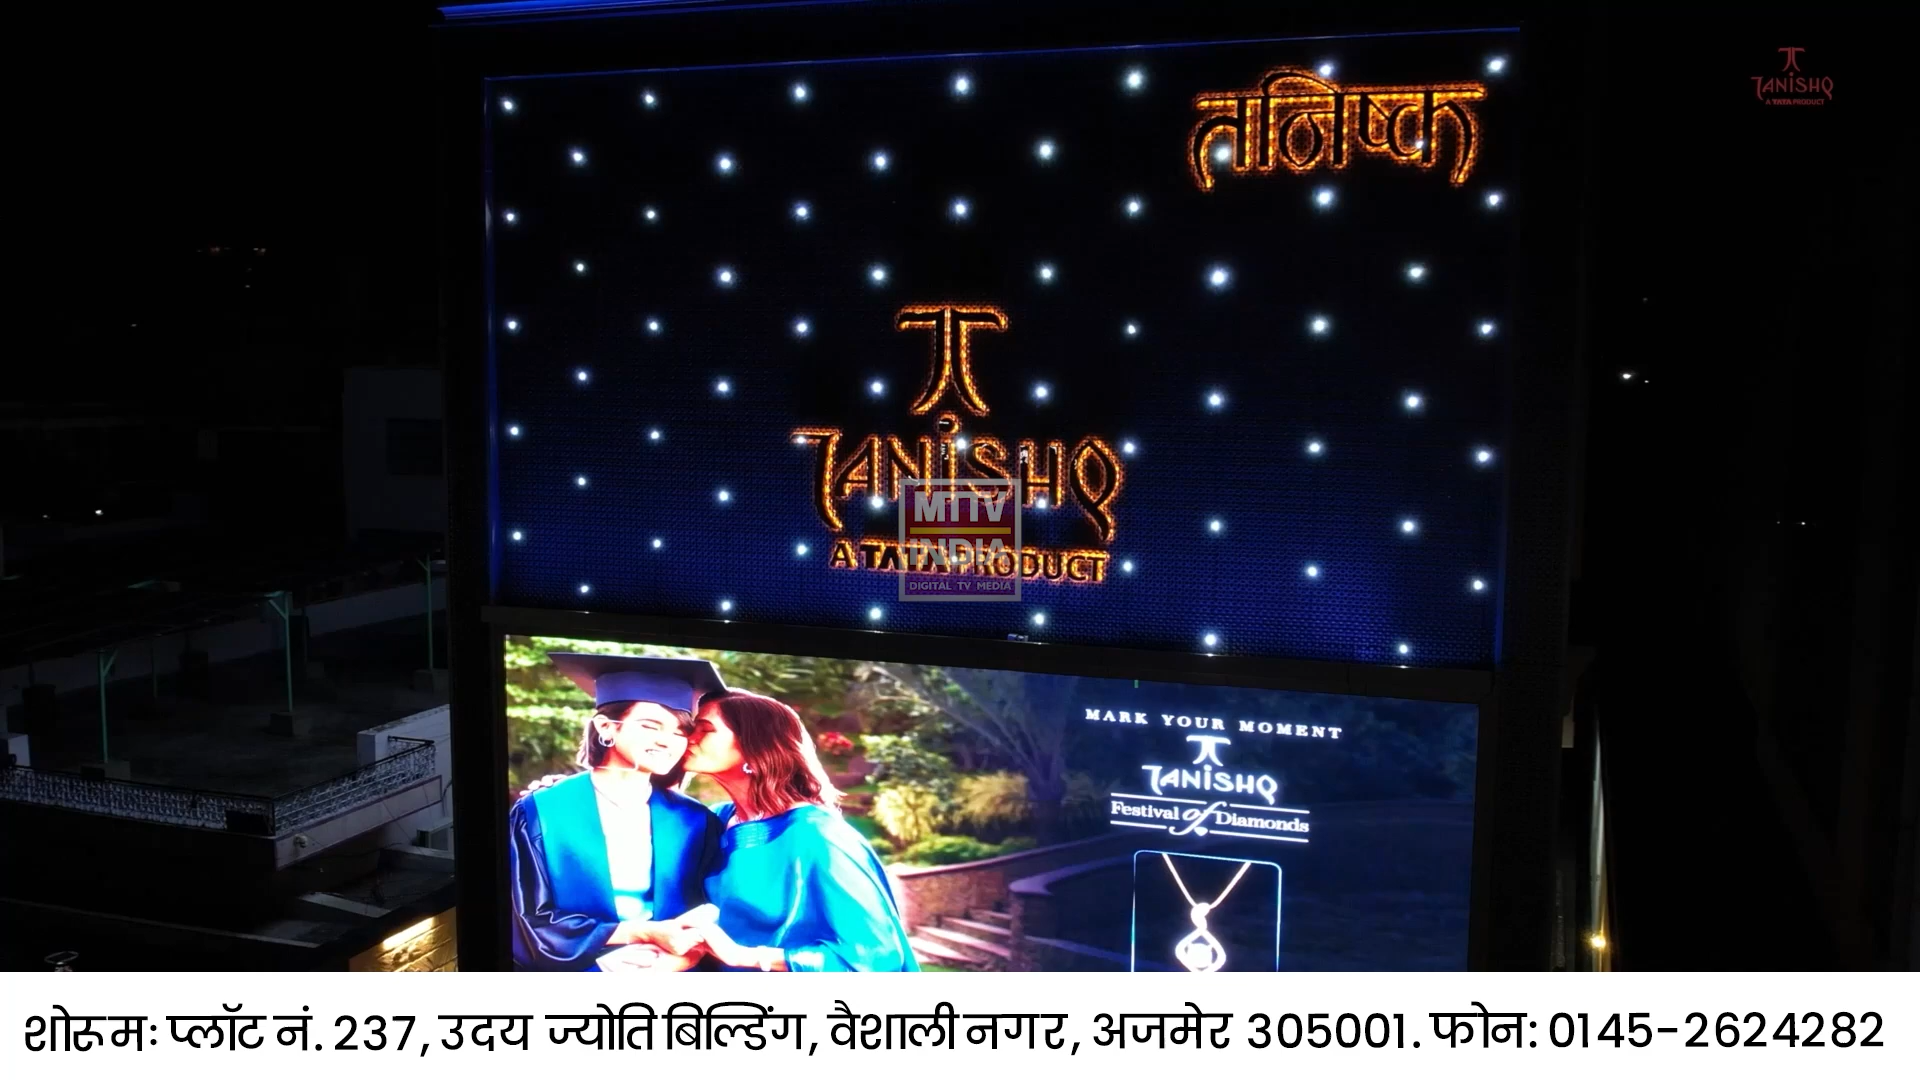 तनिष्क
TANISHQ
A TATA PRODUCT
TANISHQ
A TATA PRODUCT
MTTV
INDIA
DIGITAL TV MEDIA
MARK YOUR MOMENT
TANISHQ
Festival of Diamonds
शोरूमः प्लॉट नं. 237, उदय ज्योति बिल्डिंग, वैशाली नगर, अजमेर 305001. फोन: 0145-2624282